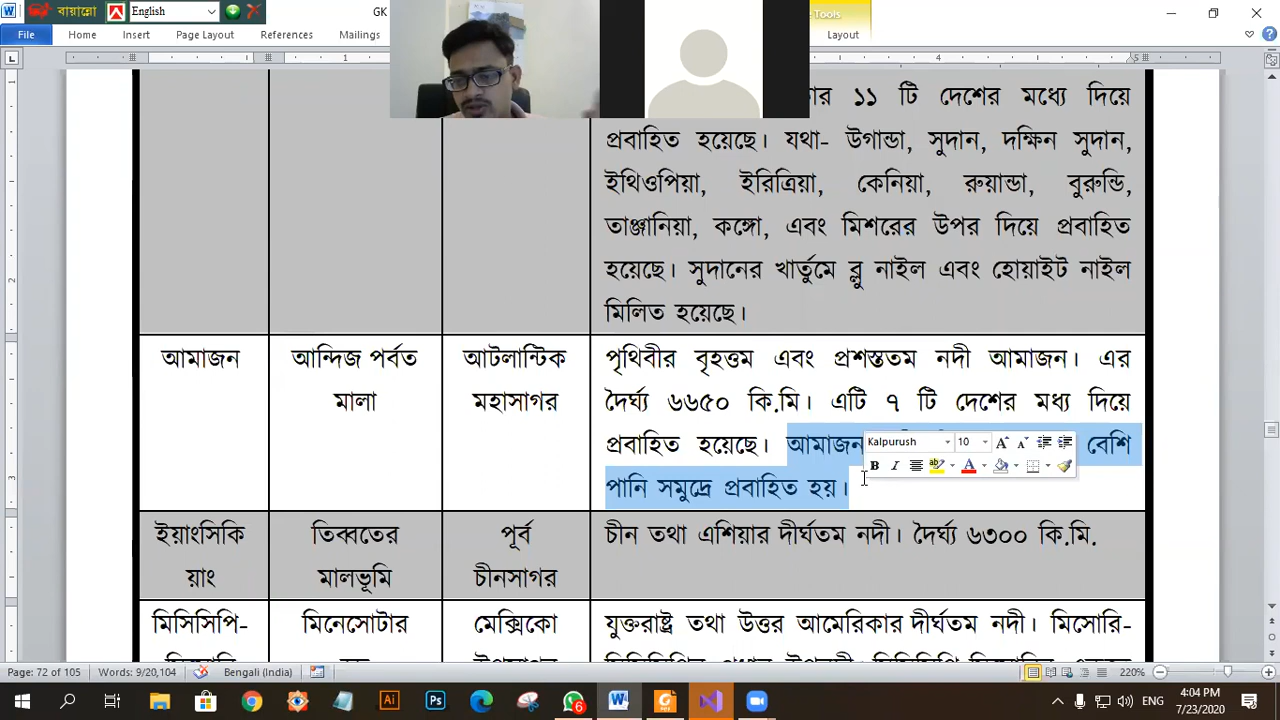 বায়ান্নো English GK Tools
File Home Insert Page Layout References Mailings Layout
১১ টি দেশের মধ্যে দিয়ে
প্রবাহিত হয়েছে। যথা- উগান্ডা, সুদান, দক্ষিন সুদান,
ইথিওপিয়া, ইরিত্রিয়া, কেনিয়া, রুয়ান্ডা, বুরুন্ডি,
তাঞ্জানিয়া, কঙ্গো, এবং মিশরের উপর দিয়ে প্রবাহিত
হয়েছে। সুদানের খার্তুমে ব্লু নাইল এবং হোয়াইট নাইল
মিলিত হয়েছে।
আমাজন
আন্দিজ পর্বত
মালা
আটলান্টিক
মহাসাগর
পৃথিবীর বৃহত্তম এবং প্রশস্ততম নদী আমাজন। এর
দৈর্ঘ্য ৬৬৫০ কি.মি। এটি ৭ টি দেশের মধ্য দিয়ে
প্রবাহিত হয়েছে। আমাজন বেশি
পানি সমুদ্রে প্রবাহিত হয়।
Kalpurush 10
ইয়াংসিকি
য়াং
তিব্বতের
মালভূমি
পূর্ব
চীনসাগর
চীন তথা এশিয়ার দীর্ঘতম নদী। দৈর্ঘ্য ৬৩০০ কি.মি.
মিসিসিপি-
মিনেসোটার
মেক্সিকো
যুক্তরাষ্ট্র তথা উত্তর আমেরিকার দীর্ঘতম নদী। মিসোরি-
Page: 72 of 105 Words: 9/20,104 Bengali (India) 220%
ENG 4:04 PM
7/23/2020